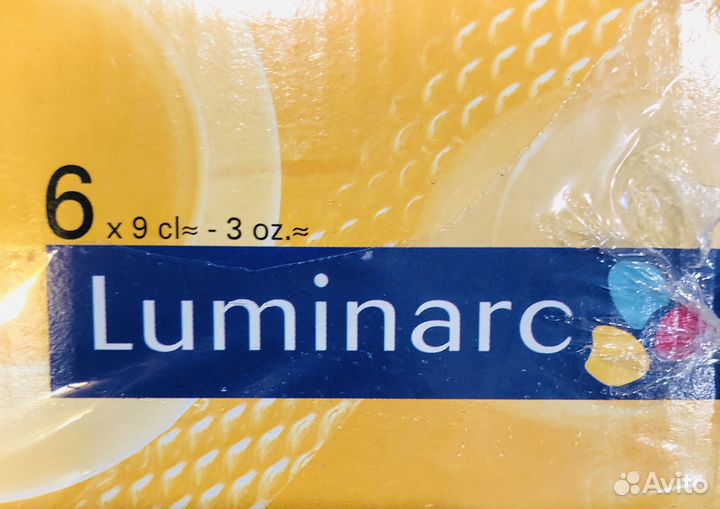 6 x 9 cl≈ - 3 oz.≈
Luminarc
Avito